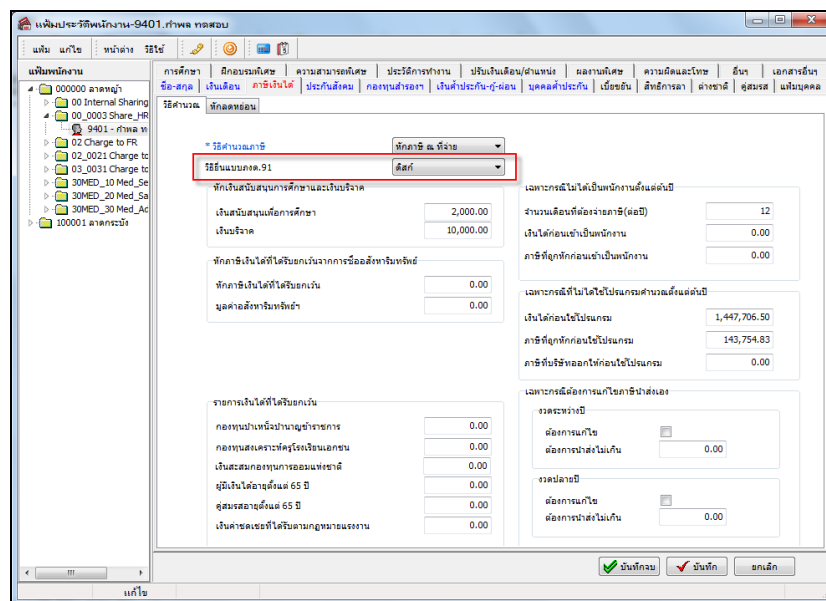 แฟ้มประวัติพนักงาน-9401.กำพล ทดสอบ
แฟ้ม แก้ไข หน้าต่าง วิธีใช้
แฟ้มพนักงาน
000000 ลาดหญ้า
00 Internal Sharing
00_0003 Share_HR
9401 - กำพล ท
02 Charge to FR
02_0021 Charge tc
03_0031 Charge tc
30MED_10 Med_Se
30MED_20 Med_Sa
30MED_30 Med_Ac
100001 ลาดกระบัง
การศึกษา ฝึกอบรมพิเศษ ความสามารถพิเศษ ประวัติการทำงาน ปรับเงินเดือน/ตำแหน่ง ผลงานพิเศษ ความผิดและโทษ อื่นๆ เอกสารอื่นๆ
ชื่อ-สกุล เงินเดือน ภาษีเงินได้ ประกันสังคม กองทุนสำรองฯ เงินค้ำประกัน-กู้-ผ่อน บุคคลค้ำประกัน เบี้ยขยัน สิทธิการลา ต่างชาติ คู่สมรส แฟ้มบุคคล
วิธีคำนวณ หักลดหย่อน
* วิธีคำนวณภาษี หักภาษี ณ ที่จ่าย
วิธียื่นแบบภงด.91 ดิสก์
หักเงินสนับสนุนการศึกษาและเงินบริจาค
เงินสนับสนุนเพื่อการศึกษา 2,000.00
เงินบริจาค 10,000.00
หักภาษีเงินได้ที่ได้รับยกเว้นจากการซื้ออสังหาริมทรัพย์
หักภาษีเงินได้ที่ได้รับยกเว้น 0.00
มูลค่าอสังหาริมทรัพย์ฯ 0.00
รายการเงินได้ที่ได้รับยกเว้น
กองทุนบำเหน็จบำนาญข้าราชการ 0.00
กองทุนสงเคราะห์ครูโรงเรียนเอกชน 0.00
เงินสะสมกองทุนการออมแห่งชาติ 0.00
ผู้มีเงินได้อายุตั้งแต่ 65 ปี 0.00
คู่สมรสอายุตั้งแต่ 65 ปี 0.00
เงินค่าชดเชยที่ได้รับตามกฎหมายแรงงาน 0.00
เฉพาะกรณีไม่ได้เป็นพนักงานตั้งแต่ต้นปี
จำนวนเดือนที่ต้องจ่ายภาษี(ต่อปี) 12
เงินได้ก่อนเข้าเป็นพนักงาน 0.00
ภาษีที่ถูกหักก่อนเข้าเป็นพนักงาน 0.00
เฉพาะกรณีที่ไม่ได้ใช้โปรแกรมคำนวณตั้งแต่ต้นปี
เงินได้ก่อนใช้โปรแกรม 1,447,706.50
ภาษีที่ถูกหักก่อนใช้โปรแกรม 143,754.83
ภาษีที่บริษัทออกให้ก่อนใช้โปรแกรม 0.00
เฉพาะกรณีต้องการแก้ไขภาษีนำส่งเอง
งวดระหว่างปี
ต้องการแก้ไข
ต้องการนำส่งไม่เกิน 0.00
งวดปลายปี
ต้องการแก้ไข
ต้องการนำส่งไม่เกิน 0.00
บันทึกจบ บันทึก ยกเลิก
แก้ไข